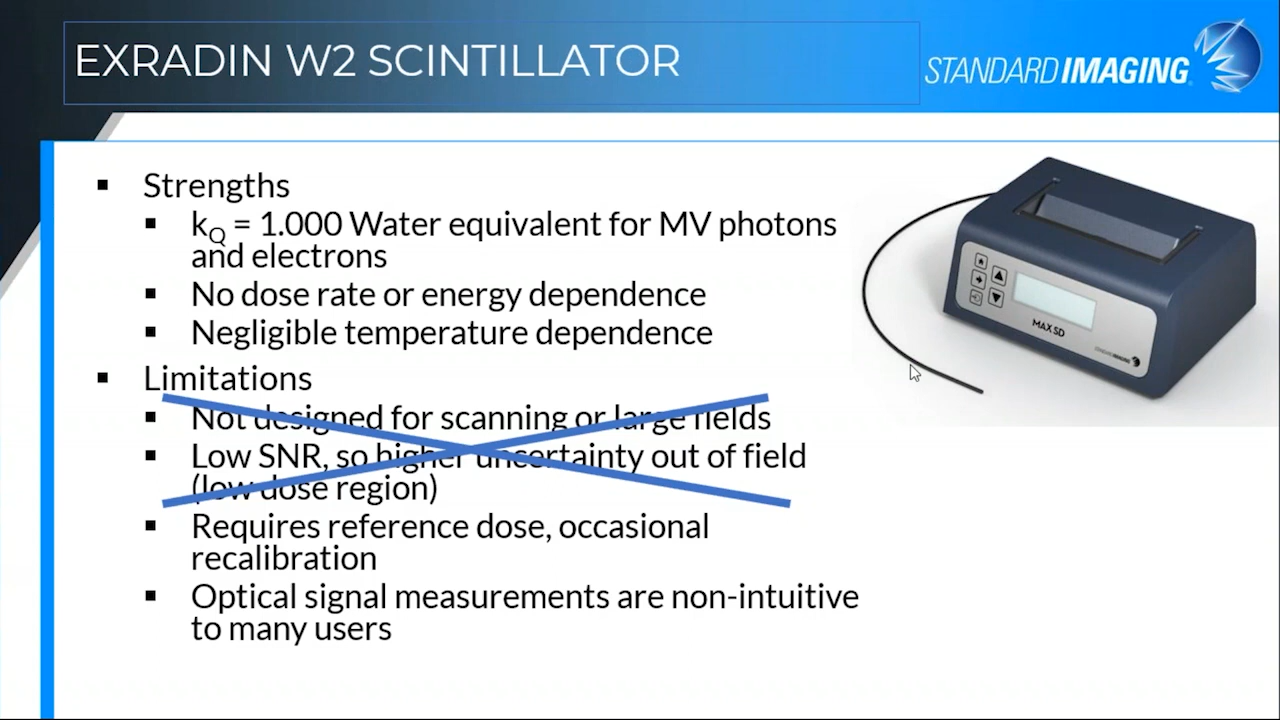 EXRADIN W2 SCINTILLATOR
STANDARD IMAGING
Strengths
kQ = 1.000 Water equivalent for MV photons
and electrons
No dose rate or energy dependence
Negligible temperature dependence
MAX SD
STANDARD IMAGING
Limitations
Not designed for scanning or large fields
Low SNR, so higher uncertainty out of field
(low dose region)
Requires reference dose, occasional
recalibration
Optical signal measurements are non-intuitive
to many users